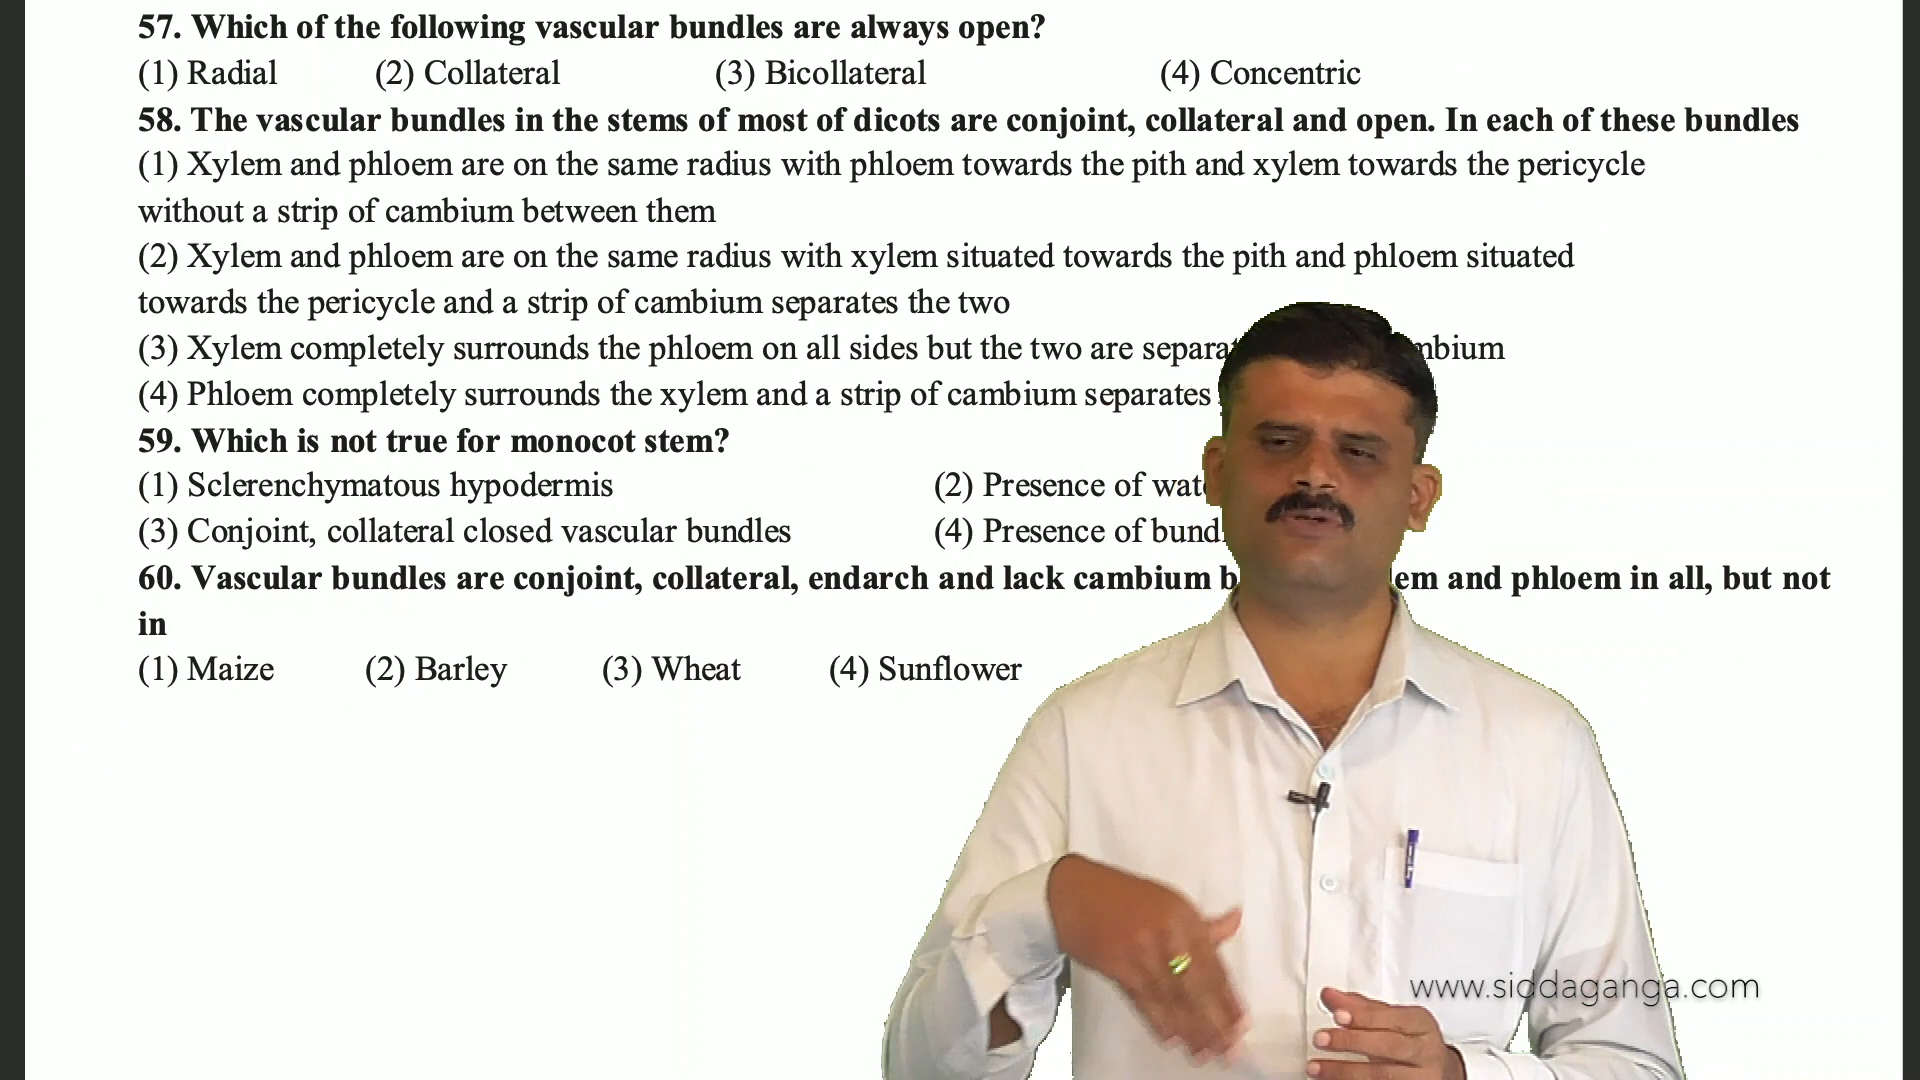 57. Which of the following vascular bundles are always open?
(1) Radial (2) Collateral (3) Bicollateral (4) Concentric
58. The vascular bundles in the stems of most of dicots are conjoint, collateral and open. In each of these bundles
(1) Xylem and phloem are on the same radius with phloem towards the pith and xylem towards the pericycle
without a strip of cambium between them
(2) Xylem and phloem are on the same radius with xylem situated towards the pith and phloem situated
towards the pericycle and a strip of cambium separates the two
(3) Xylem completely surrounds the phloem on all sides but the two are
(4) Phloem completely surrounds the xylem and a strip of cambium separates
59. Which is not true for monocot stem?
(1) Sclerenchymatous hypodermis (2) Presence of
(3) Conjoint, collateral closed vascular bundles (4) Presence of
60. Vascular bundles are conjoint, collateral, endarch and lack cambium and phloem in all, but not
in
(1) Maize (2) Barley (3) Wheat (4) Sunflower
www.siddaganga.com